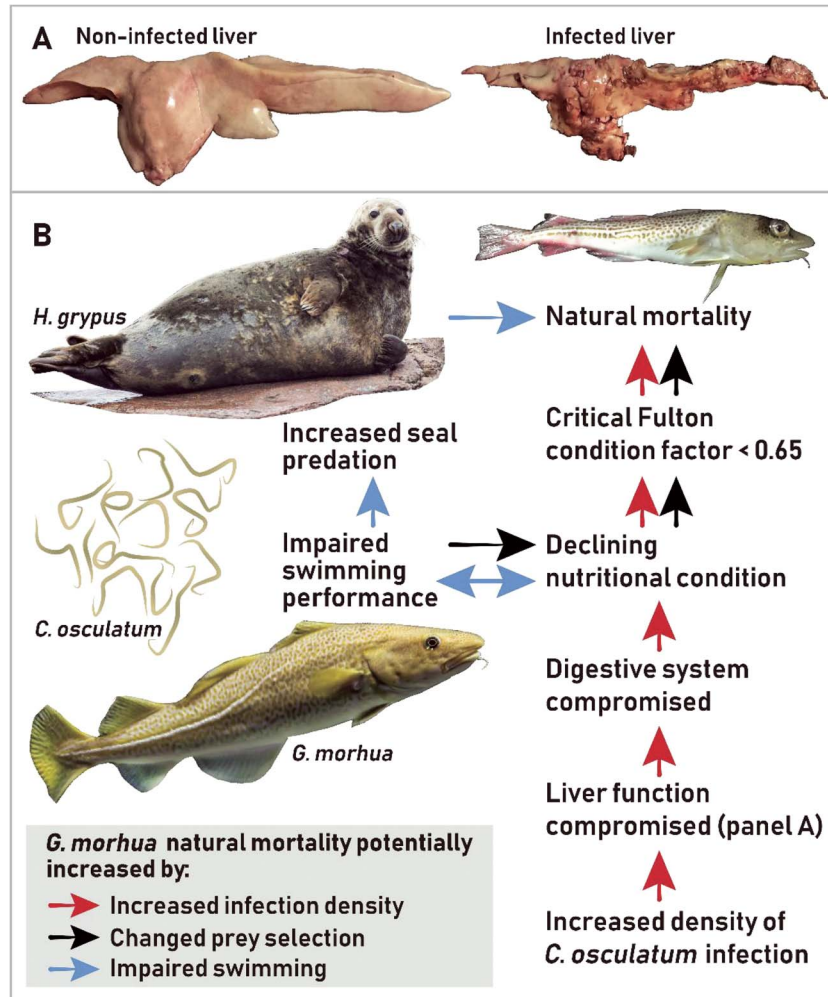 A
Non-infected liver
Infected liver
B
H. grypus
Natural mortality
Critical Fulton
condition factor < 0.65
Increased seal
predation
Impaired
swimming
performance
Declining
nutritional condition
C. osculatum
Digestive system
compromised
G. morhua
Liver function
compromised (panel A)
Increased density of
C. osculatum infection
G. morhua natural mortality potentially
increased by:
Increased infection density
Changed prey selection
Impaired swimming